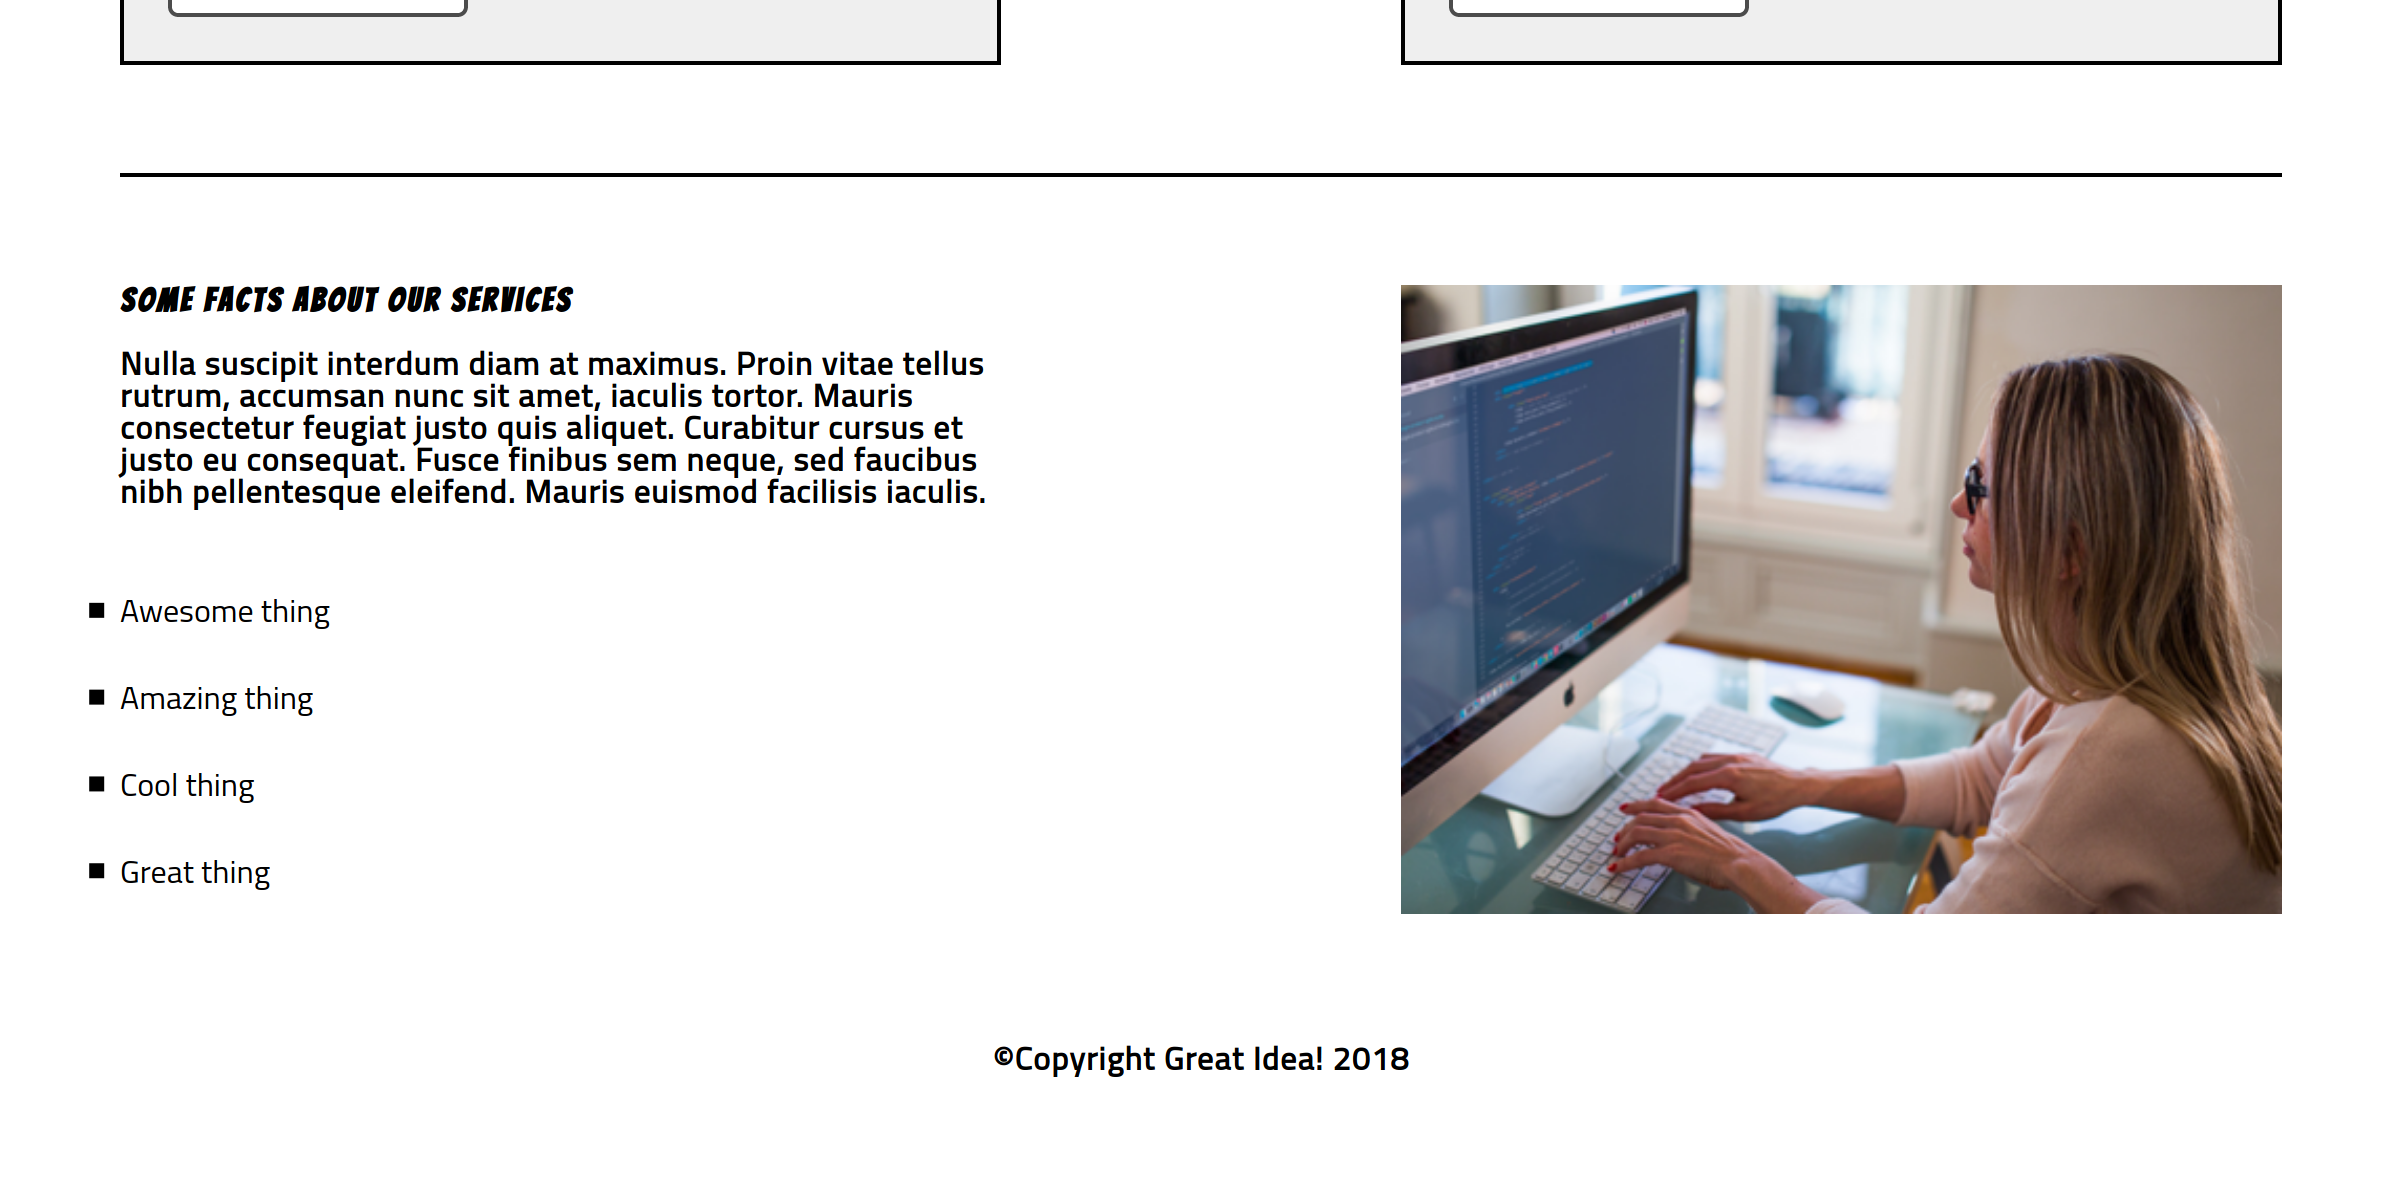 SOME FACTS ABOUT OUR SERVICES
Nulla suscipit interdum diam at maximus. Proin vitae tellus
rutrum, accumsan nunc sit amet, iaculis tortor. Mauris
consectetur feugiat justo quis aliquet. Curabitur cursus et
justo eu consequat. Fusce finibus sem neque, sed faucibus
nibh pellentesque eleifend. Mauris euismod facilisis iaculis.
Awesome thing
Amazing thing
Cool thing
Great thing
©Copyright Great Idea! 2018